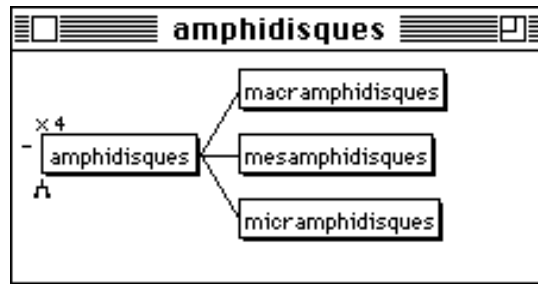 amphidisques
macramphidisques
× 4
- amphidisques
mesamphidisques
micramphidisques